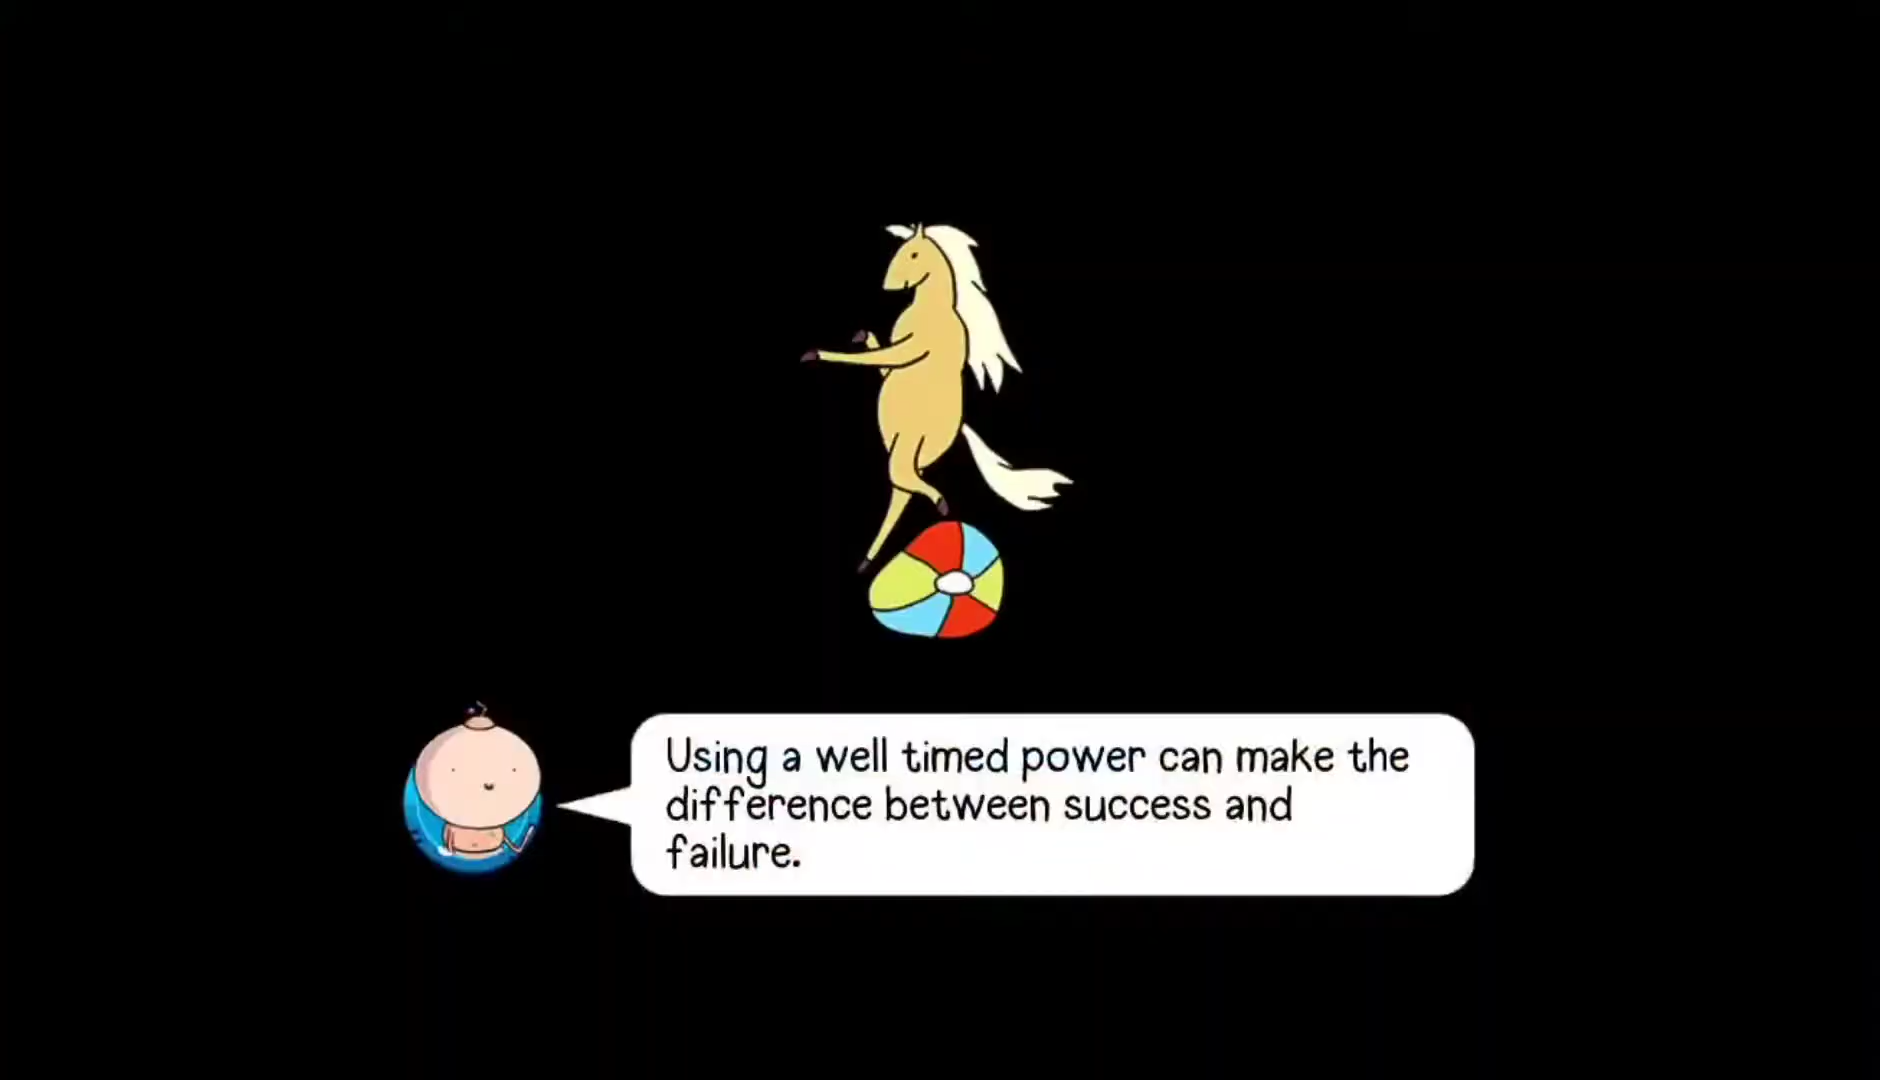 Using a well timed power can make the
difference between success and
failure.